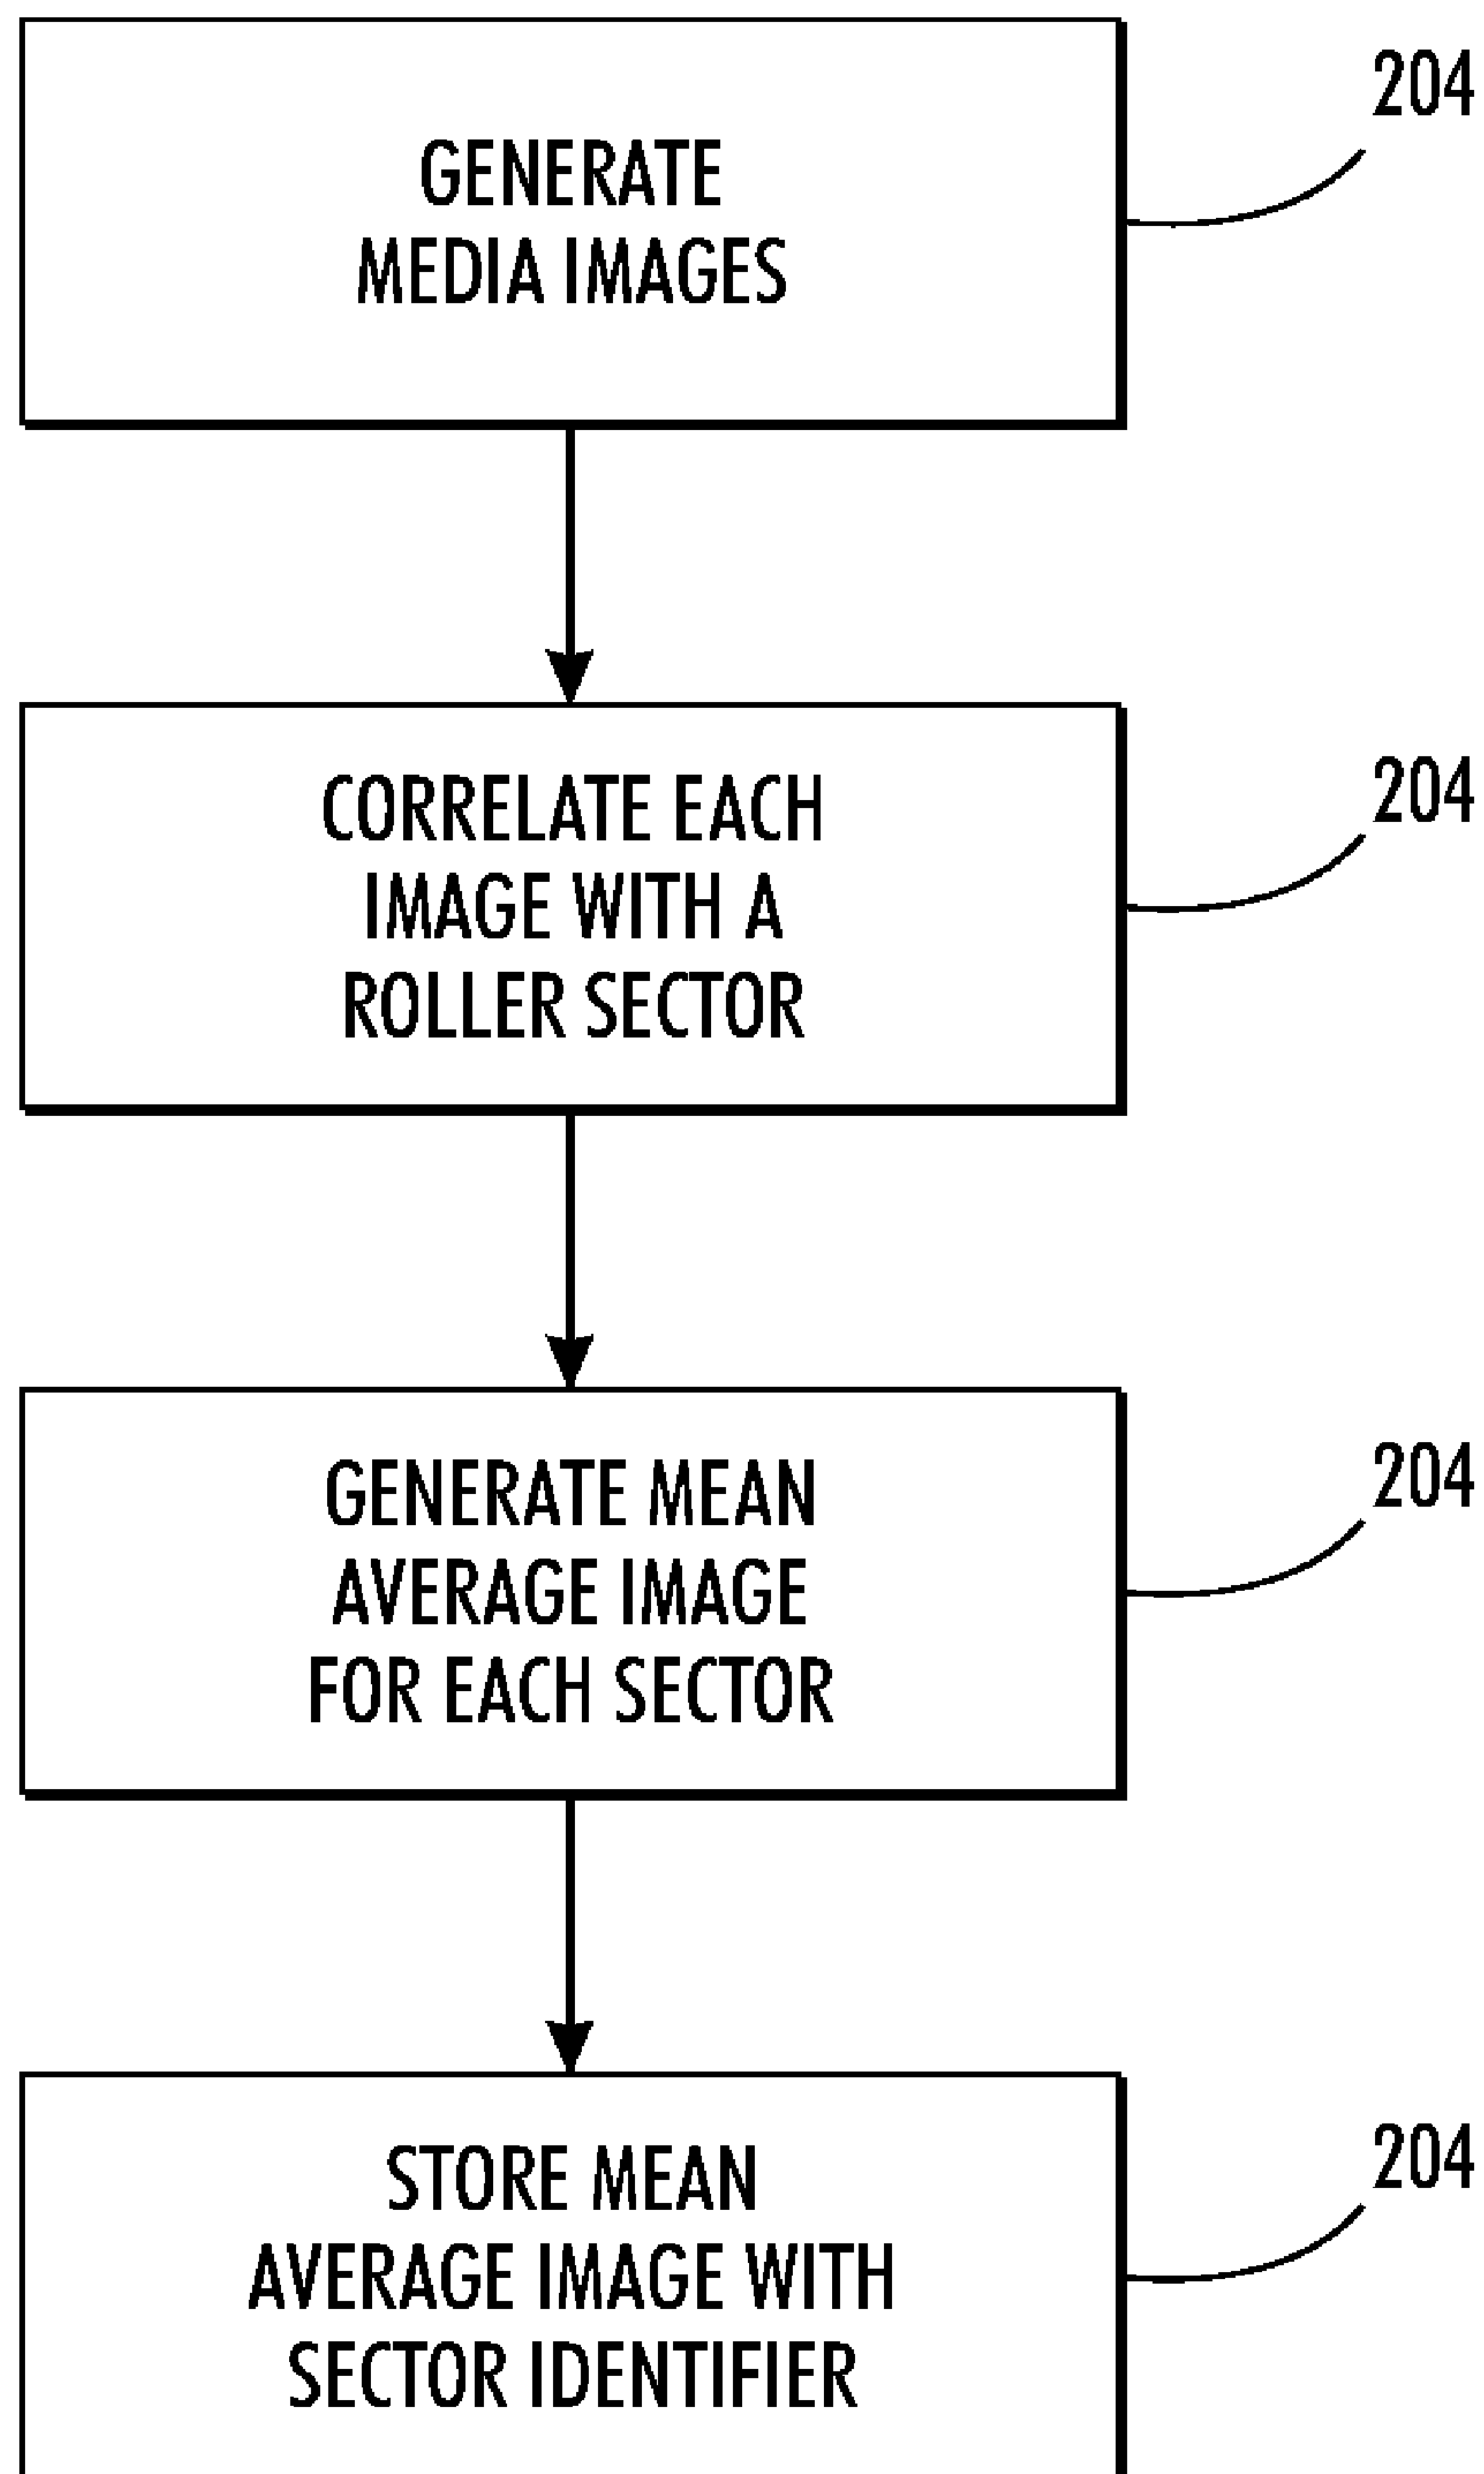 204
GENERATE
MEDIA IMAGES
204
CORRELATE EACH
IMAGE WITH A
ROLLER SECTOR
204
GENERATE MEAN
AVERAGE IMAGE
FOR EACH SECTOR
204
STORE MEAN
AVERAGE IMAGE WITH
SECTOR IDENTIFIER